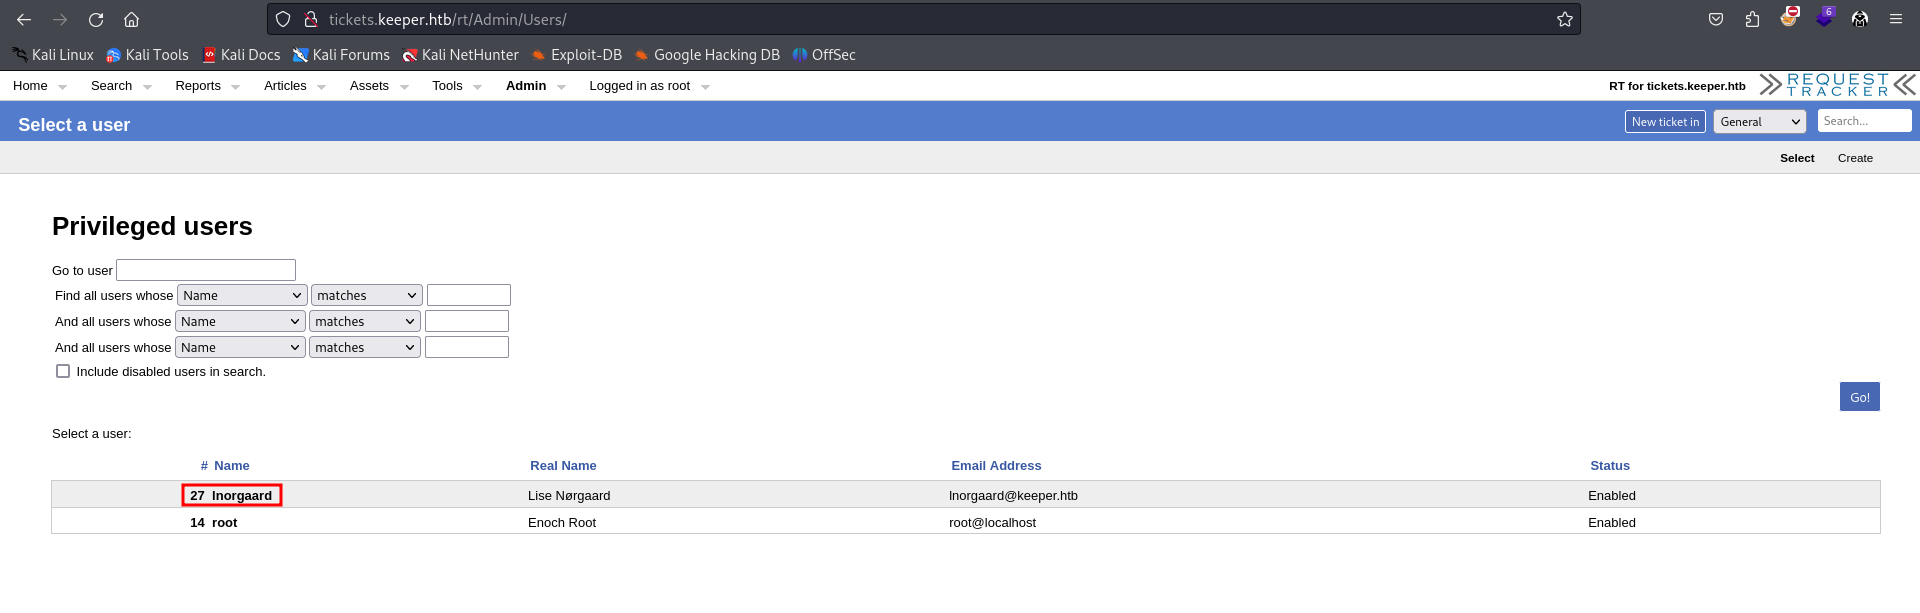 tickets.keeper.htb/rt/Admin/Users/
6
Kali Linux Kali Tools Kali Docs Kali Forums Kali NetHunter Exploit-DB Google Hacking DB OffSec
Home Search Reports Articles Assets Tools Admin Logged in as root RT for tickets.keeper.htb REQUEST TRACKER
Select a user New ticket in General Search...
Select Create
Privileged users
Go to user
Find all users whose Name matches
And all users whose Name matches
And all users whose Name matches
Include disabled users in search.
Go!
Select a user:
# Name Real Name Email Address Status
27 lnorgaard Lise Nørgaard lnorgaard@keeper.htb Enabled
14 root Enoch Root root@localhost Enabled